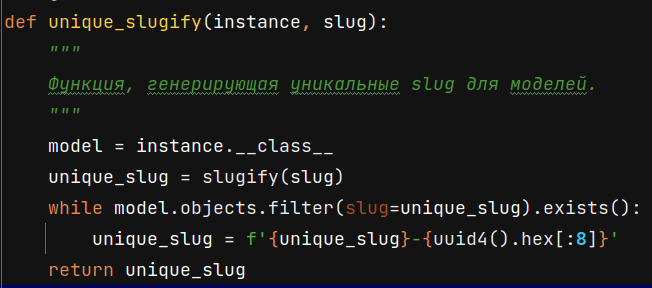 def unique_slugify(instance, slug):
"""
Функция, генерирующая уникальные slug для моделей.
"""
model = instance.__class__
unique_slug = slugify(slug)
while model.objects.filter(slug=unique_slug).exists():
unique_slug = f'{unique_slug}-{uuid4().hex[:8]}'
return unique_slug